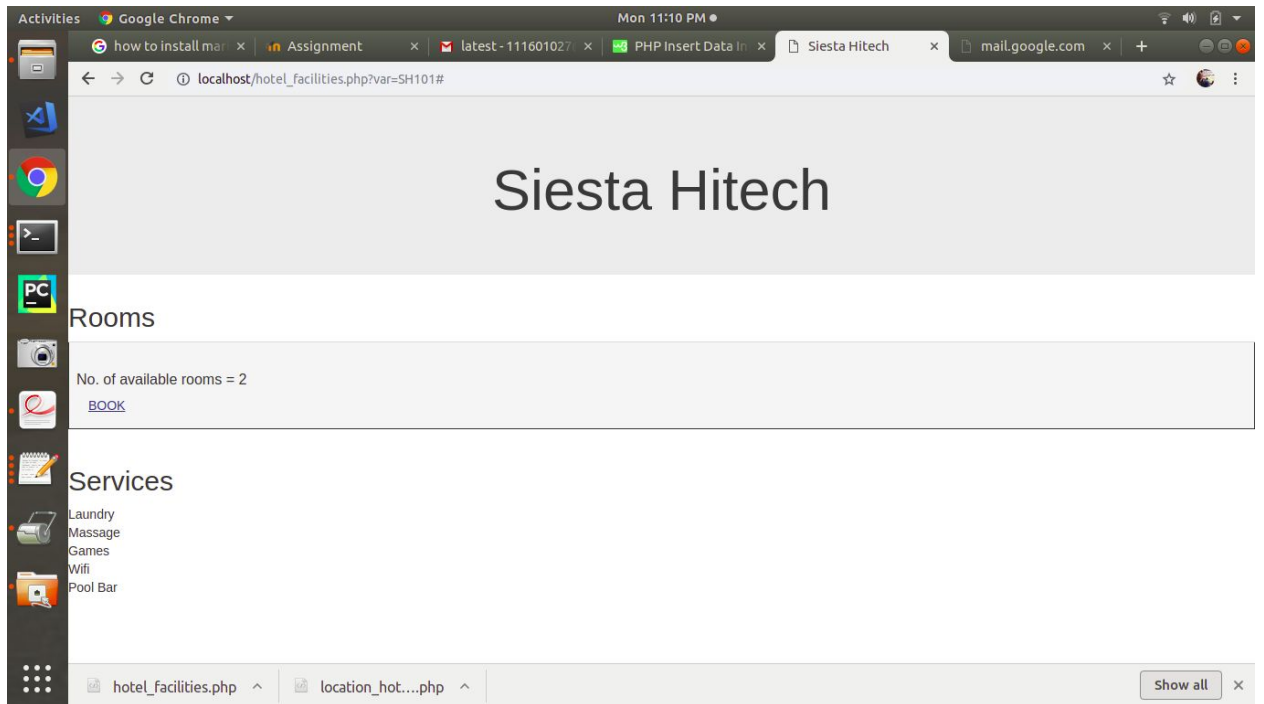 Activities Google Chrome Mon 11:10 PM
how to install mar Assignment latest - 11160102 PHP Insert Data In Siesta Hitech mail.google.com
localhost/hotel_facilities.php?var=SH101#
Siesta Hitech
Rooms
No. of available rooms = 2
BOOK
Services
Laundry
Massage
Games
Wifi
Pool Bar
hotel_facilities.php location_hot....php Show all
PC